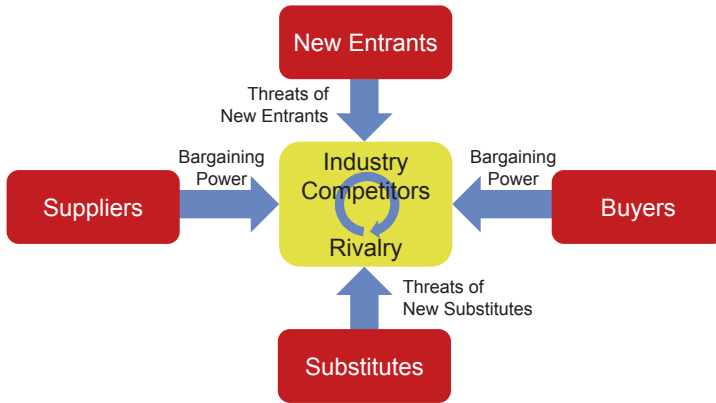 New Entrants
Threats of
New Entrants
Bargaining
Power
Industry
Competitors
Rivalry
Bargaining
Power
Suppliers
Buyers
Threats of
New Substitutes
Substitutes